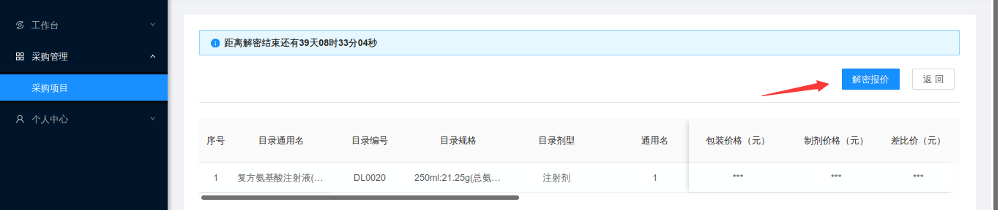 工作台
采购管理
采购项目
个人中心
距离解密结束还有39天08时33分04秒
解密报价 返 回
序号 目录通用名 目录编号 目录规格 目录剂型 通用名 包装价格（元） 制剂价格（元） 差比价（元）
1 复方氨基酸注射液(... DL0020 250ml:21.25g(总氨... 注射剂 1 *** *** ***